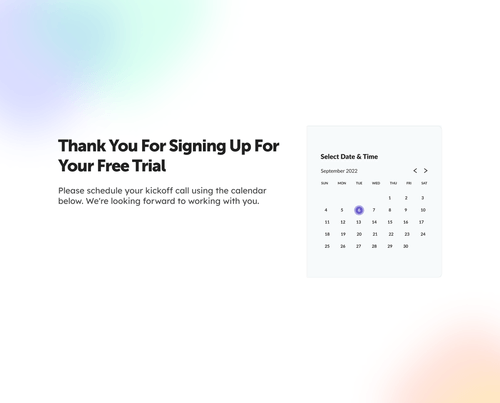 Thank You For Signing Up For
Your Free Trial
Please schedule your kickoff call using the calendar
below. We're looking forward to working with you.
Select Date & Time
September 2022
SUN MON TUE WED THU FRI SAT
1 2 3
4 5 6 7 8 9 10
11 12 13 14 15 16 17
18 19 20 21 22 23 24
25 26 27 28 29 30